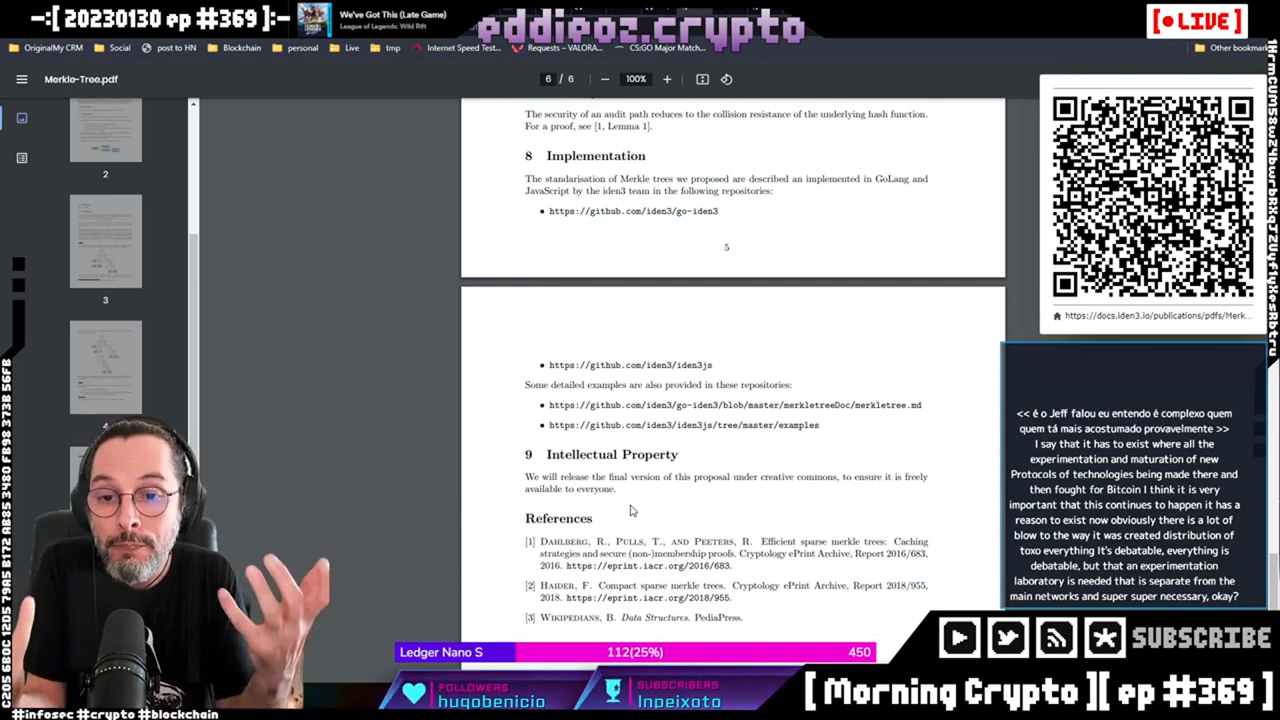 -:[ 20230130 ep #369 ]:-
We've Got This (Late Game)
League of Legends: Wild Rift
eddieoz.crypto
[● LIVE]
OriginalMy CRM
Social
post to HN
Blockchain
personal
Live
tmp
Internet Speed Test...
Requests – VALORA...
CS:GO Major Match...
Other bookmar
Merkle-Tree.pdf
6 / 6
100%
2
3
4
The security of an audit path reduces to the collision resistance of the underlying hash function.
For a proof, see [1, Lemma 1].
8 Implementation
The standarisation of Merkle trees we proposed are described an implemented in GoLang and
JavaScript by the iden3 team in the following repositories:
• https://github.com/iden3/go-iden3
5
• https://github.com/iden3/iden3js
Some detailed examples are also provided in these repositories:
• https://github.com/iden3/go-iden3/blob/master/merkletreeDoc/merkletree.md
• https://github.com/iden3/iden3js/tree/master/examples
9 Intellectual Property
We will release the final version of this proposal under creative commons, to ensure it is freely
available to everyone.
References
[1] Dahlberg, R., Pulls, T., and Peeters, R. Efficient sparse merkle trees: Caching
strategies and secure (non-)membership proofs. Cryptology ePrint Archive, Report 2016/683,
2016. https://eprint.iacr.org/2016/683.
[2] Haider, F. Compact sparse merkle trees. Cryptology ePrint Archive, Report 2018/955,
2018. https://eprint.iacr.org/2018/955.
[3] Wikipedians, B. Data Structures. PediaPress.
https://docs.iden3.io/publications/pdfs/Merk...
<< é o Jeff falou eu entendo é complexo quem
quem tá mais acostumado provavelmente >>
I say that it has to exist where all the
experimentation and maturation of new
Protocols of technologies being made there and
then fought for Bitcoin I think it is very
important that this continues to happen it has a
reason to exist now obviously there is a lot of
blow to the way it was created distribution of
toxo everything It's debatable, everything is
debatable, but that an experimentation
laboratory is needed that is separate from the
main networks and super super necessary, okay?
Ledger Nano S
112(25%)
450
FOLLOWERS
hugobenicio
SUBSCRIBERS
lnpeixoto
SUBSCRIBE
[ Morning Crypto ][ ep #369 ]
#infosec #crypto #blockchain